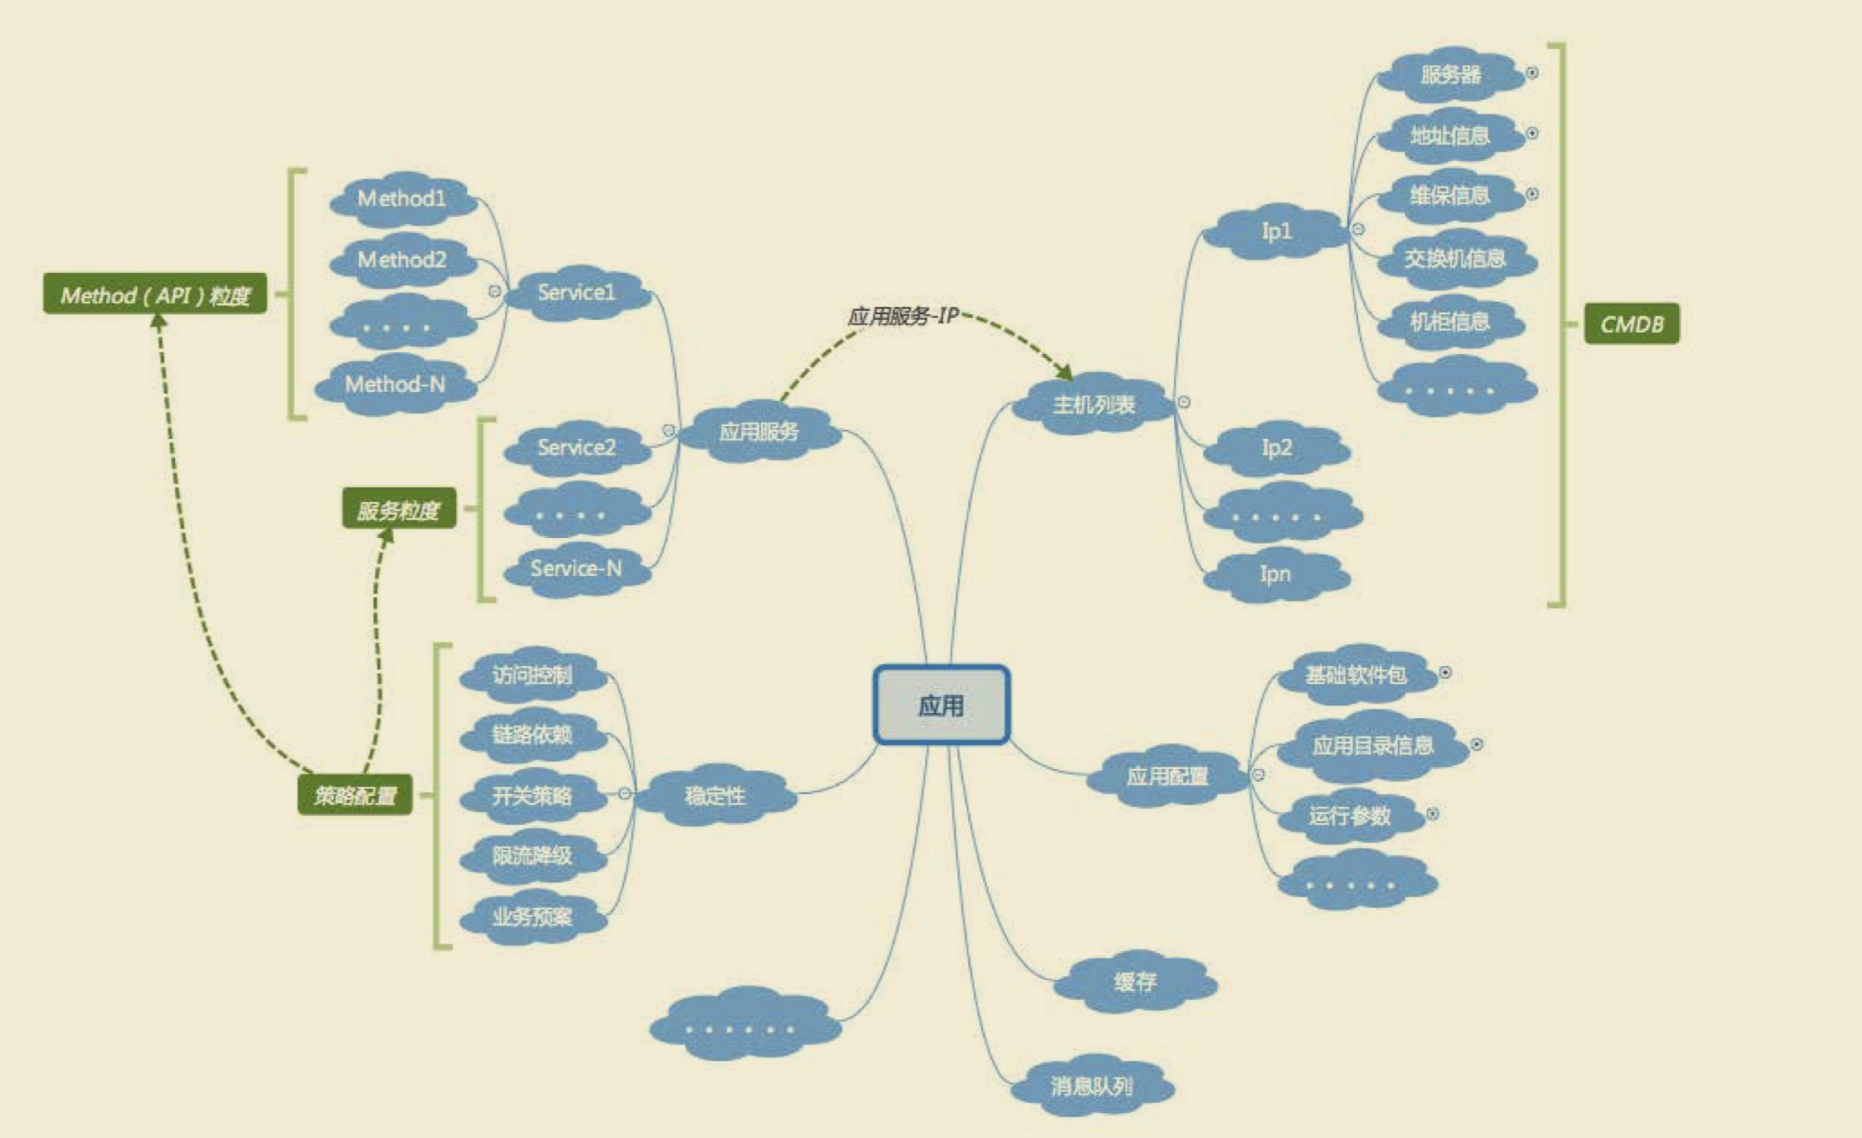 Method ( API ) 粒度
Method1
Method2
. . . .
Method-N
Service1
服务粒度
Service2
. . . .
Service-N
应用服务
应用服务-IP
主机列表
Ip1
服务器
地址信息
维保信息
交换机信息
机柜信息
. . . . .
CMDB
Ip2
. . . . .
Ipn
应用
策略配置
访问控制
链路依赖
开关策略
限流降级
业务预案
稳定性
. . . . . .
应用配置
基础软件包
应用目录信息
运行参数
. . . . .
缓存
消息队列